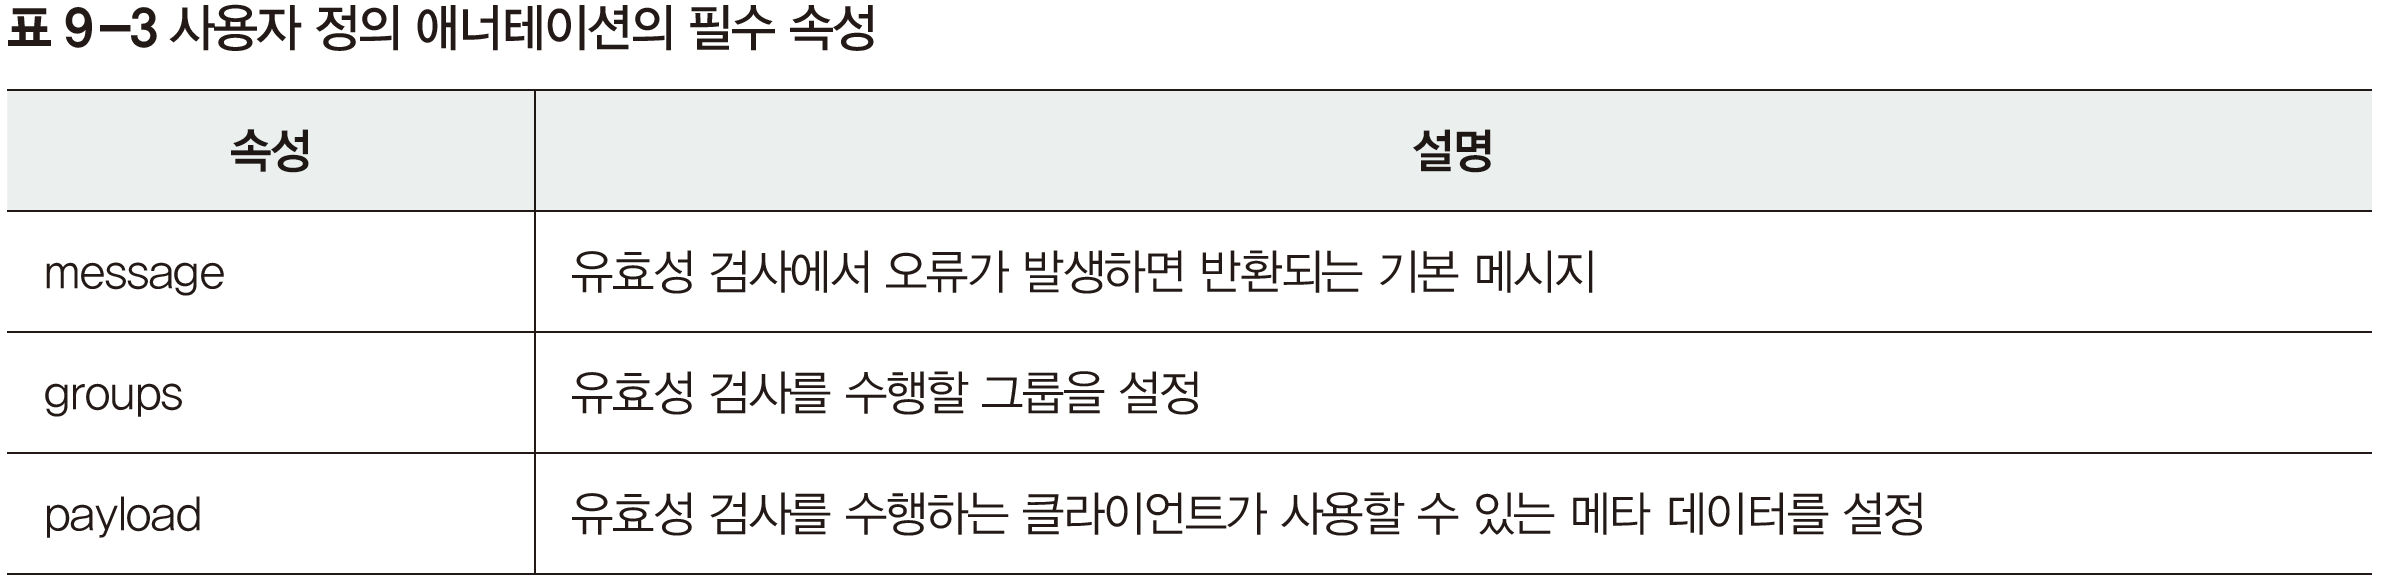 표 9-3 사용자 정의 애너테이션의 필수 속성
속성 설명
message 유효성 검사에서 오류가 발생하면 반환되는 기본 메시지
groups 유효성 검사를 수행할 그룹을 설정
payload 유효성 검사를 수행하는 클라이언트가 사용할 수 있는 메타 데이터를 설정